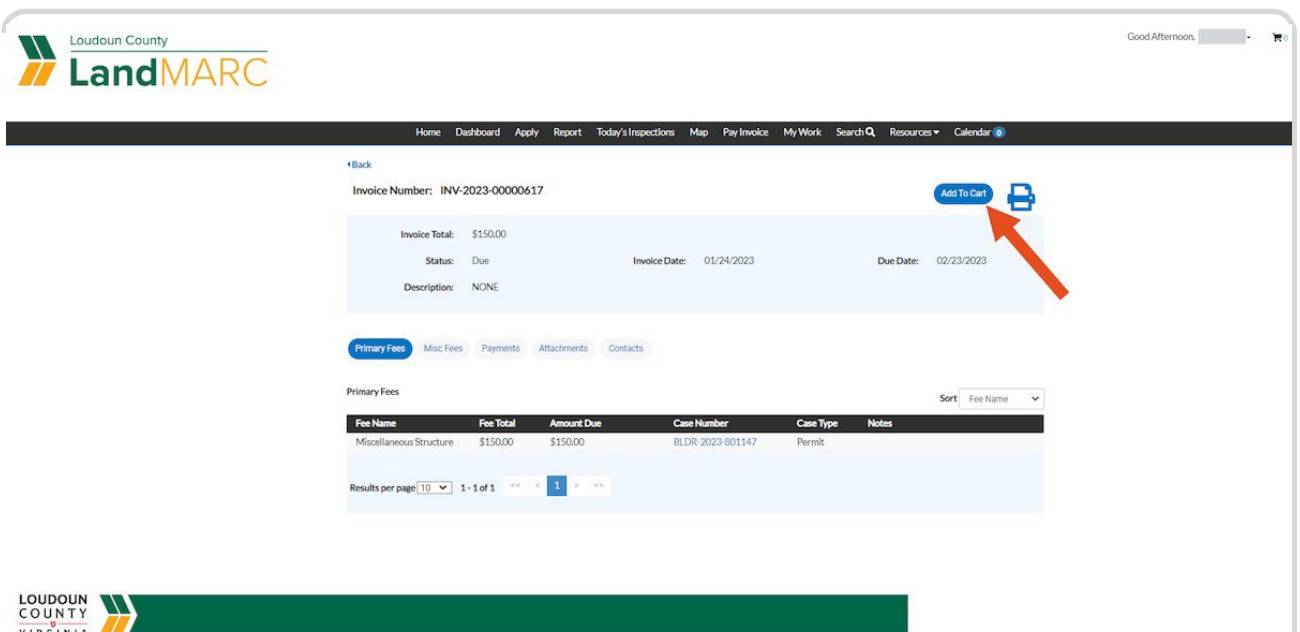 Loudoun County
LandMARC
Good Afternoon,
0
Home Dashboard Apply Report Today's Inspections Map Pay Invoice My Work Search Resources Calendar 0
Back
Invoice Number: INV-2023-00000617
Add To Cart
Invoice Total: $150.00
Status: Due Invoice Date: 01/24/2023 Due Date: 02/23/2023
Description: NONE
Primary Fees Misc Fees Payments Attachments Contacts
Primary Fees
Sort Fee Name
Fee Name Fee Total Amount Due Case Number Case Type Notes
Miscellaneous Structure $150.00 $150.00 BLDR-2023-801147 Permit
Results per page 10 1 - 1 of 1 << < 1 > >>
LOUDOUN
COUNTY
VIRGINIA